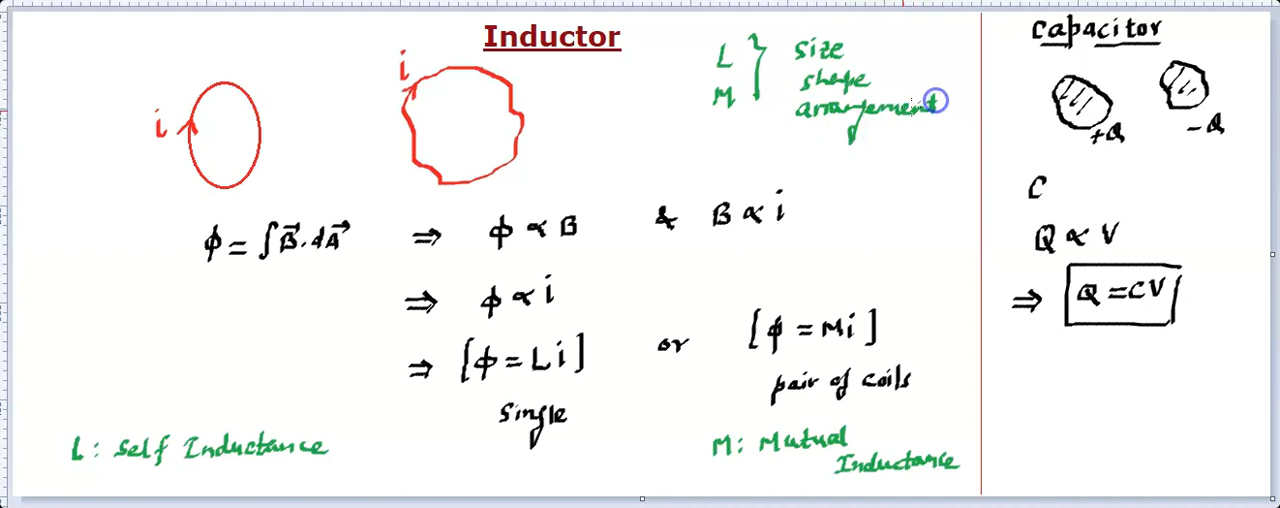 Inductor
i
i
L
M
size
shape
arrangement
ϕ = ∫B⃗.dA⃗ ⇒ ϕ ∝ B & B ∝ i
⇒ ϕ ∝ i
⇒ [ϕ = Li] or [ϕ = Mi]
single
pair of coils
L: Self Inductance
M: Mutual
Inductance
Capacitor
+Q
-Q
C
Q ∝ V
⇒ Q = CV